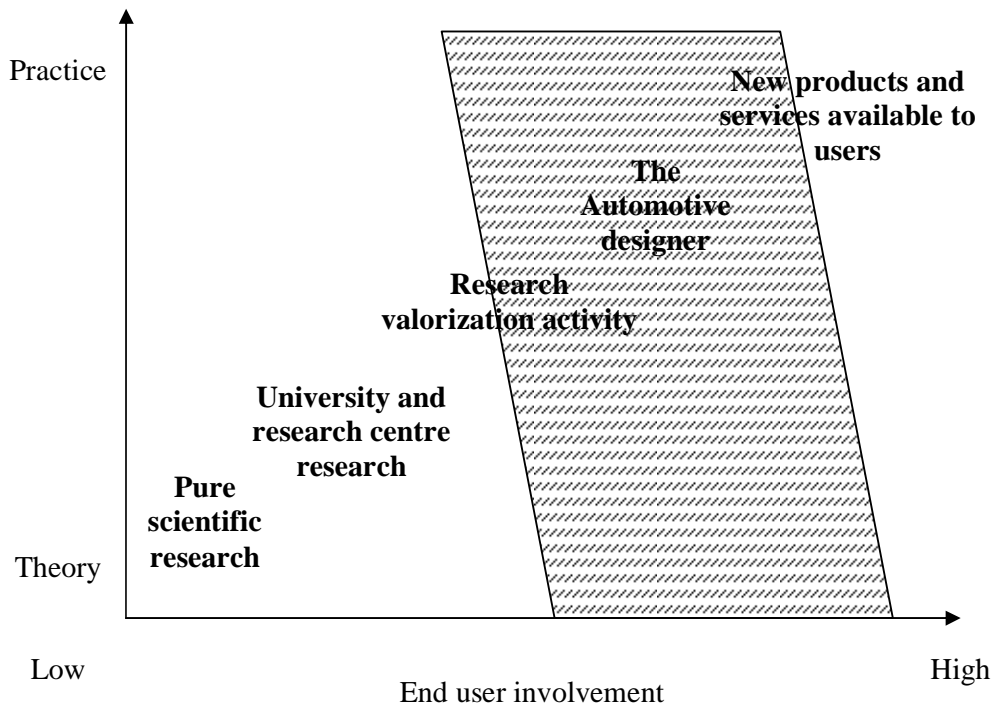 Practice
New products and
services available to
users
The
Automotive
designer
Research
valorization activity
University and
research centre
research
Pure
scientific
research
Theory
Low
High
End user involvement